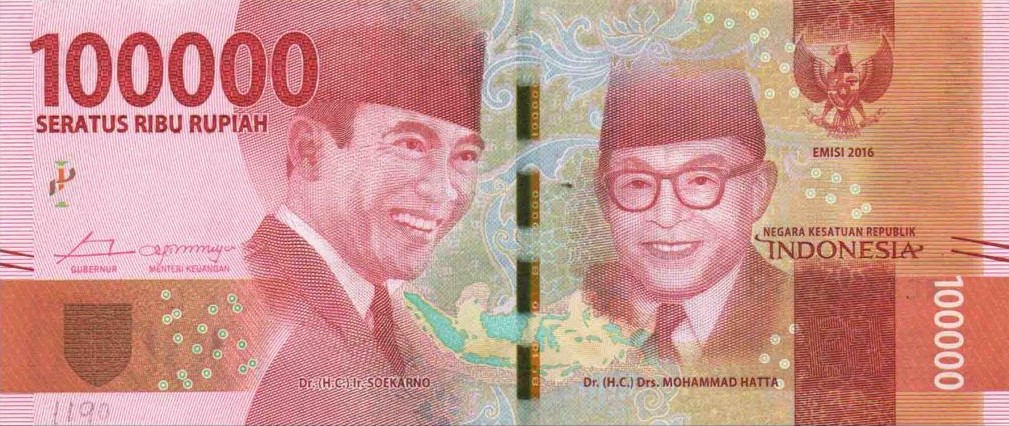 100000
SERATUS RIBU RUPIAH
EMISI 2016
NEGARA KESATUAN REPUBLIK
INDONESIA
GUBERNUR
MENTERI KEUANGAN
100000
Dr. (H.C.) Ir. SOEKARNO
Dr. (H.C.) Drs. MOHAMMAD HATTA
1190